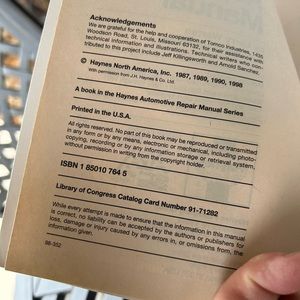 Acknowledgements
We are grateful for the help and cooperation of Tomco Industries, 1435
Woodson Road, St. Louis, Missouri 63132, for their assistance with
technical information and illustrations. Technical writers who con-
tributed to this project include Jeff Killingsworth and Arnold Sanchez.
© Haynes North America, Inc. 1987, 1989, 1990, 1998
With permission from J.H. Haynes & Co. Ltd.
A book in the Haynes Automotive Repair Manual Series
Printed in the U.S.A.
All rights reserved. No part of this book may be reproduced or transmitted
in any form or by any means, electronic or mechanical, including photo-
copying, recording or by any information storage or retrieval system,
without permission in writing from the copyright holder.
ISBN 1 85010 764 5
Library of Congress Catalog Card Number 91-71282
While every attempt is made to ensure that the information in this manual
is correct, no liability can be accepted by the authors or publishers for
loss, damage or injury caused by any errors in, or omissions from, the
information given.
98-352